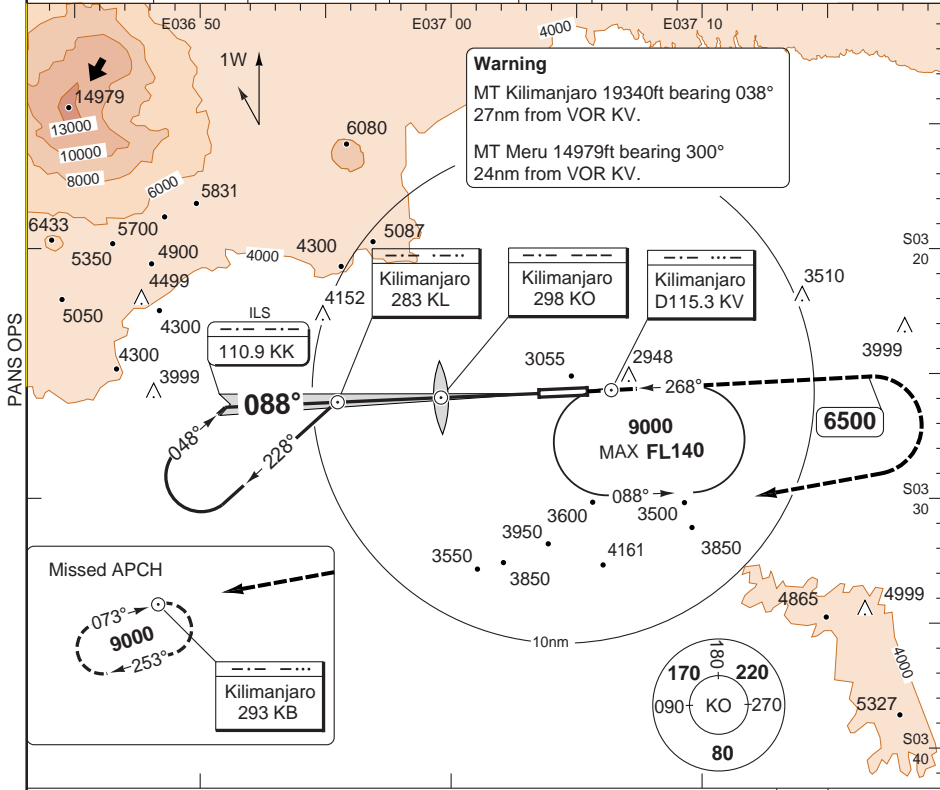 E036 50
E037 00
E037 10
4000
1W
Warning
MT Kilimanjaro 19340ft bearing 038°
27nm from VOR KV.
MT Meru 14979ft bearing 300°
24nm from VOR KV.
14979
13000
10000
8000
6000
6080
5831
6433
5700
5350
4900
4000
4300
5087
S03
20
4499
5050
4300
4300
3999
4152
ILS
110.9 KK
Kilimanjaro
283 KL
Kilimanjaro
298 KO
Kilimanjaro
D115.3 KV
3510
3999
3055
2948
PANS OPS
088°
268°
048°
228°
9000
MAX FL140
088°
6500
S03
30
3600
3500
3950
3850
3550
3850
4161
Missed APCH
073°
9000
253°
Kilimanjaro
293 KB
10nm
4865
4999
4000
5327
180
170
220
090
KO
270
80
S03
40